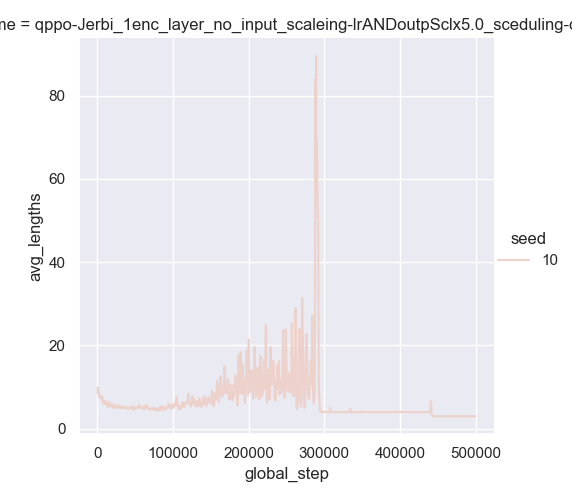 me = qppo-Jerbi_1enc_layer_no_input_scaleing-lrANDoutpSclx5.0_sceduling-c
80
60
40
20
0
avg_lengths
0 100000 200000 300000 400000 500000
global_step
seed
10